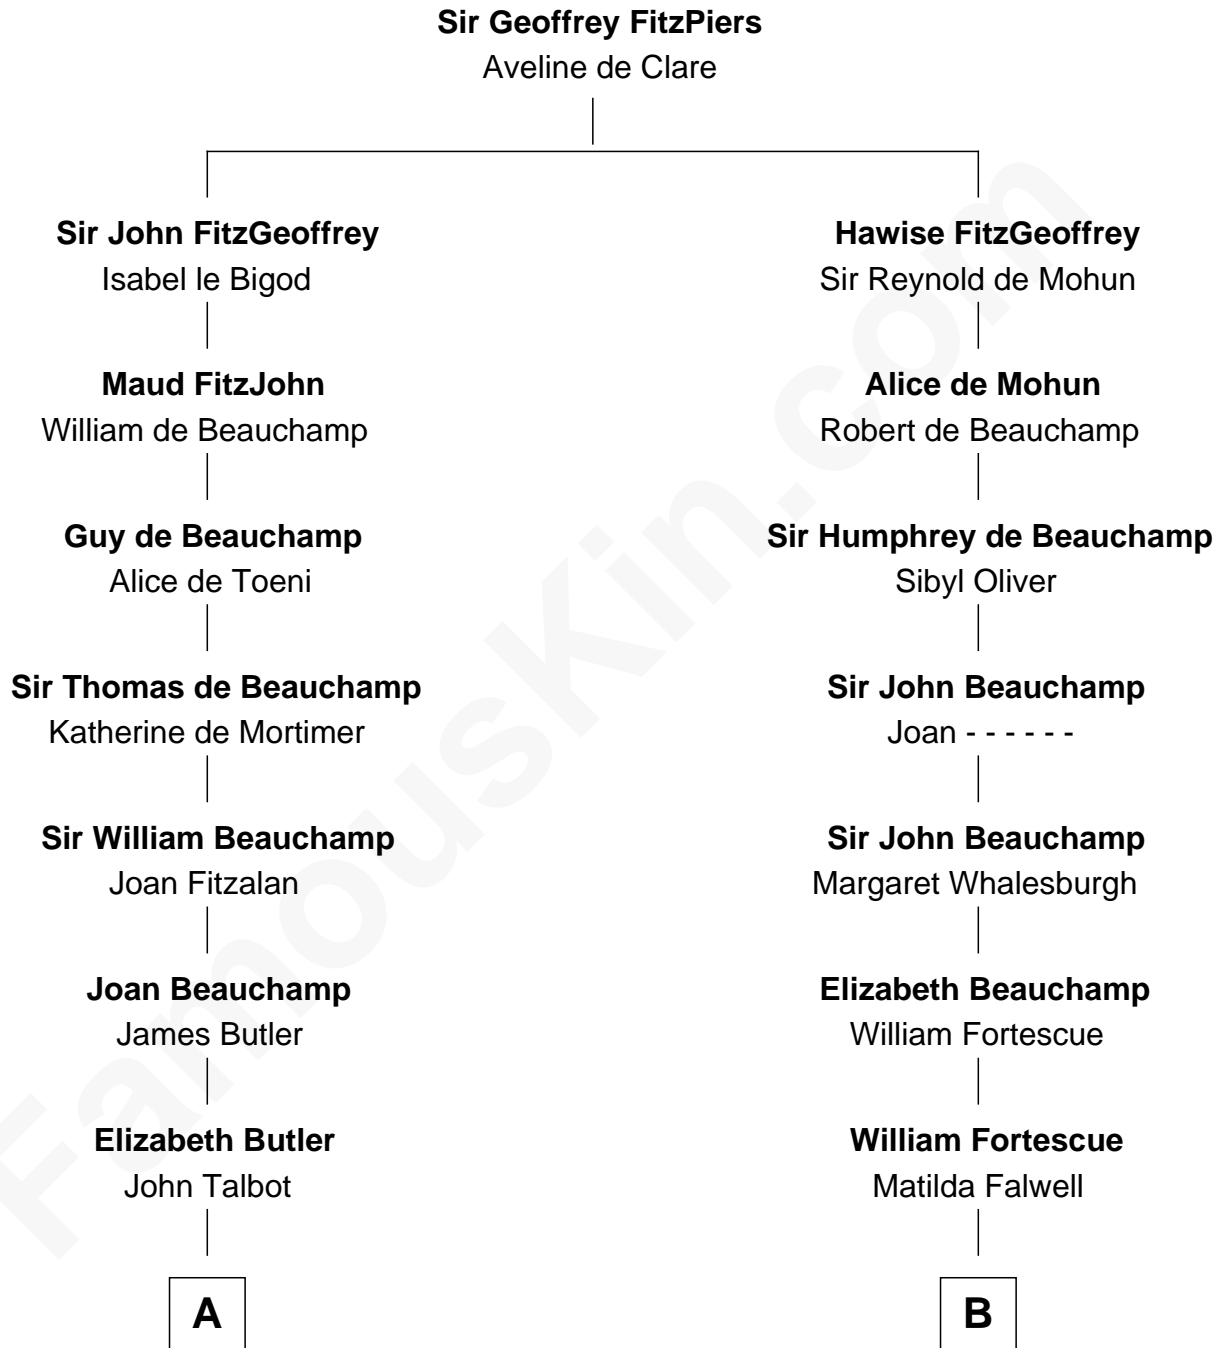 Sir Geoffrey FitzPiers
Aveline de Clare
Sir John FitzGeoffrey
Isabel le Bigod
Maud FitzJohn
William de Beauchamp
Guy de Beauchamp
Alice de Toeni
Sir Thomas de Beauchamp
Katherine de Mortimer
Sir William Beauchamp
Joan Fitzalan
Joan Beauchamp
James Butler
Elizabeth Butler
John Talbot
A
Hawise FitzGeoffrey
Sir Reynold de Mohun
Alice de Mohun
Robert de Beauchamp
Sir Humphrey de Beauchamp
Sibyl Oliver
Sir John Beauchamp
Joan - - - - - -
Sir John Beauchamp
Margaret Whalesburgh
Elizabeth Beauchamp
William Fortescue
William Fortescue
Matilda Falwell
B
FamousKin.com